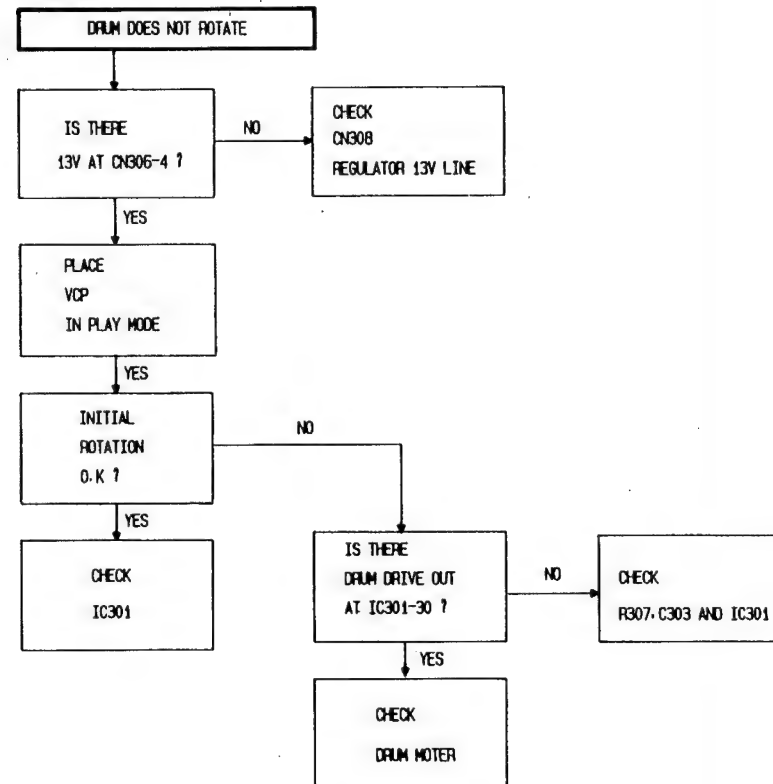 DRUM DOES NOT ROTATE
IS THERE
13V AT CN306-4 ?
NO
CHECK
CN308
REGULATOR 13V LINE
YES
PLACE
VCP
IN PLAY MODE
YES
INITIAL
ROTATION
O.K ?
NO
YES
CHECK
IC301
IS THERE
DRUM DRIVE OUT
AT IC301-30 ?
NO
CHECK
R307.C303 AND IC301
YES
CHECK
DRUM MOTER